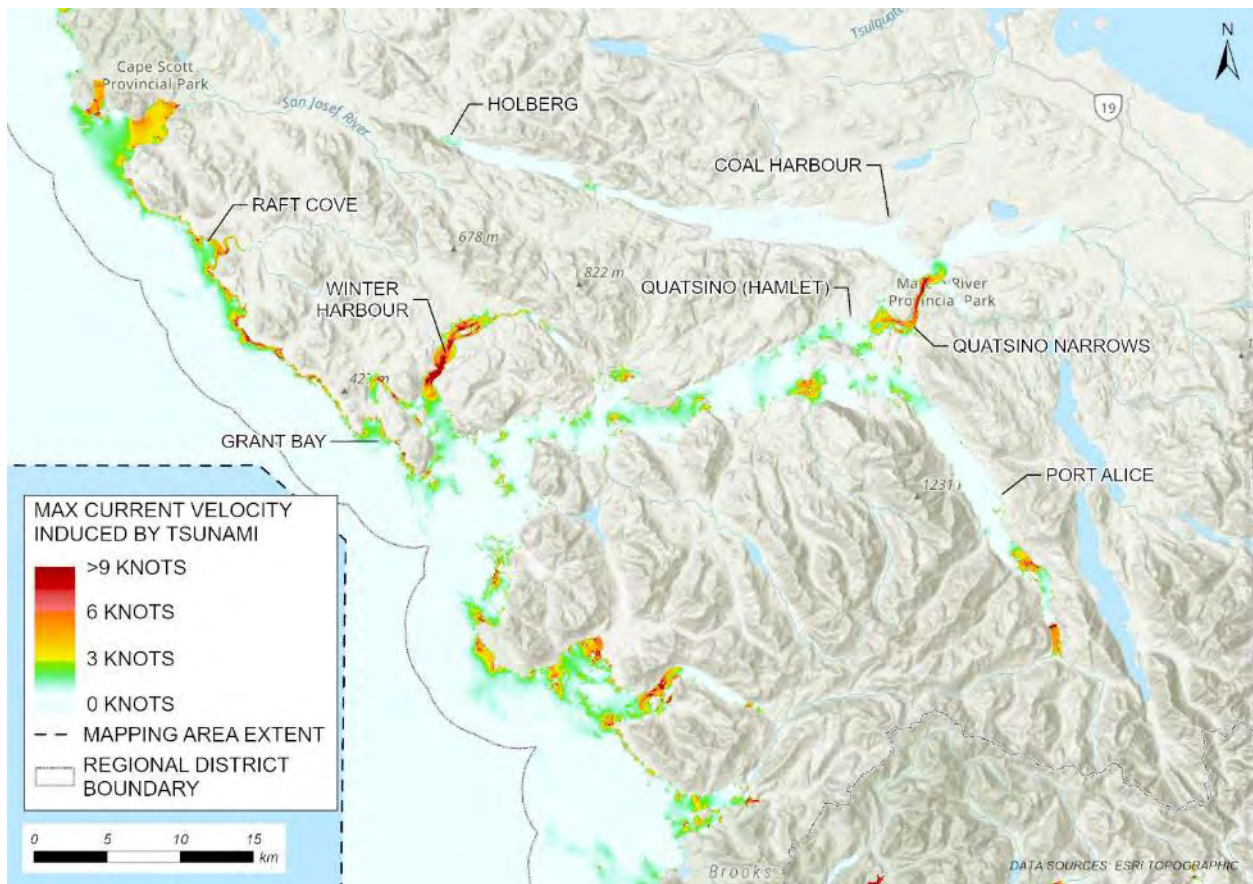 Tsulquate
N
Cape Scott
Provincial Park
San Josef River
HOLBERG
19
COAL HARBOUR
RAFT COVE
678 m
822 m
WINTER
HARBOUR
QUATSINO (HAMLET)
River
Provincial Park
QUATSINO NARROWS
GRANT BAY
PORT ALICE
MAX CURRENT VELOCITY
INDUCED BY TSUNAMI
>9 KNOTS
6 KNOTS
3 KNOTS
0 KNOTS
MAPPING AREA EXTENT
REGIONAL DISTRICT
BOUNDARY
0 5 10 15
km
Brooks
DATA SOURCES: ESRI TOPOGRAPHIC